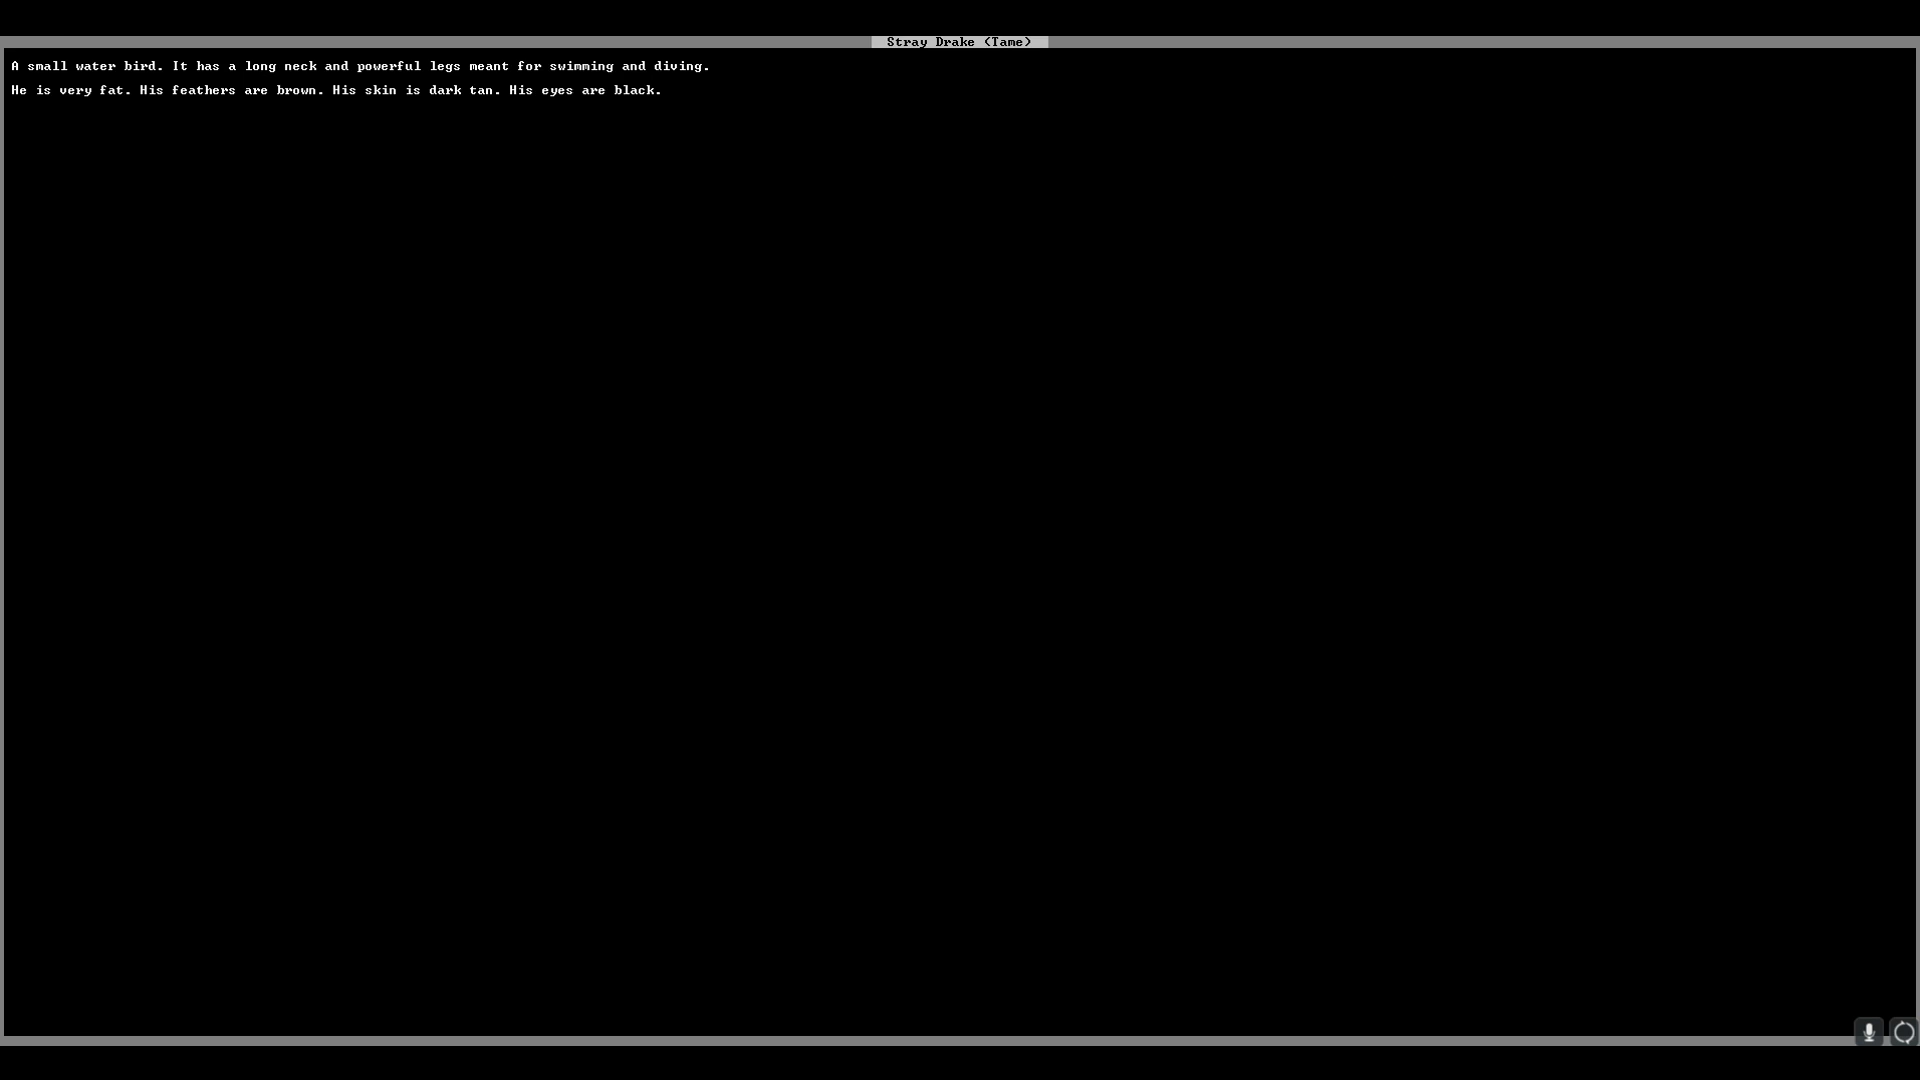 Stray Drake (Tame)
A small water bird. It has a long neck and powerful legs meant for swimming and diving.
He is very fat. His feathers are brown. His skin is dark tan. His eyes are black.